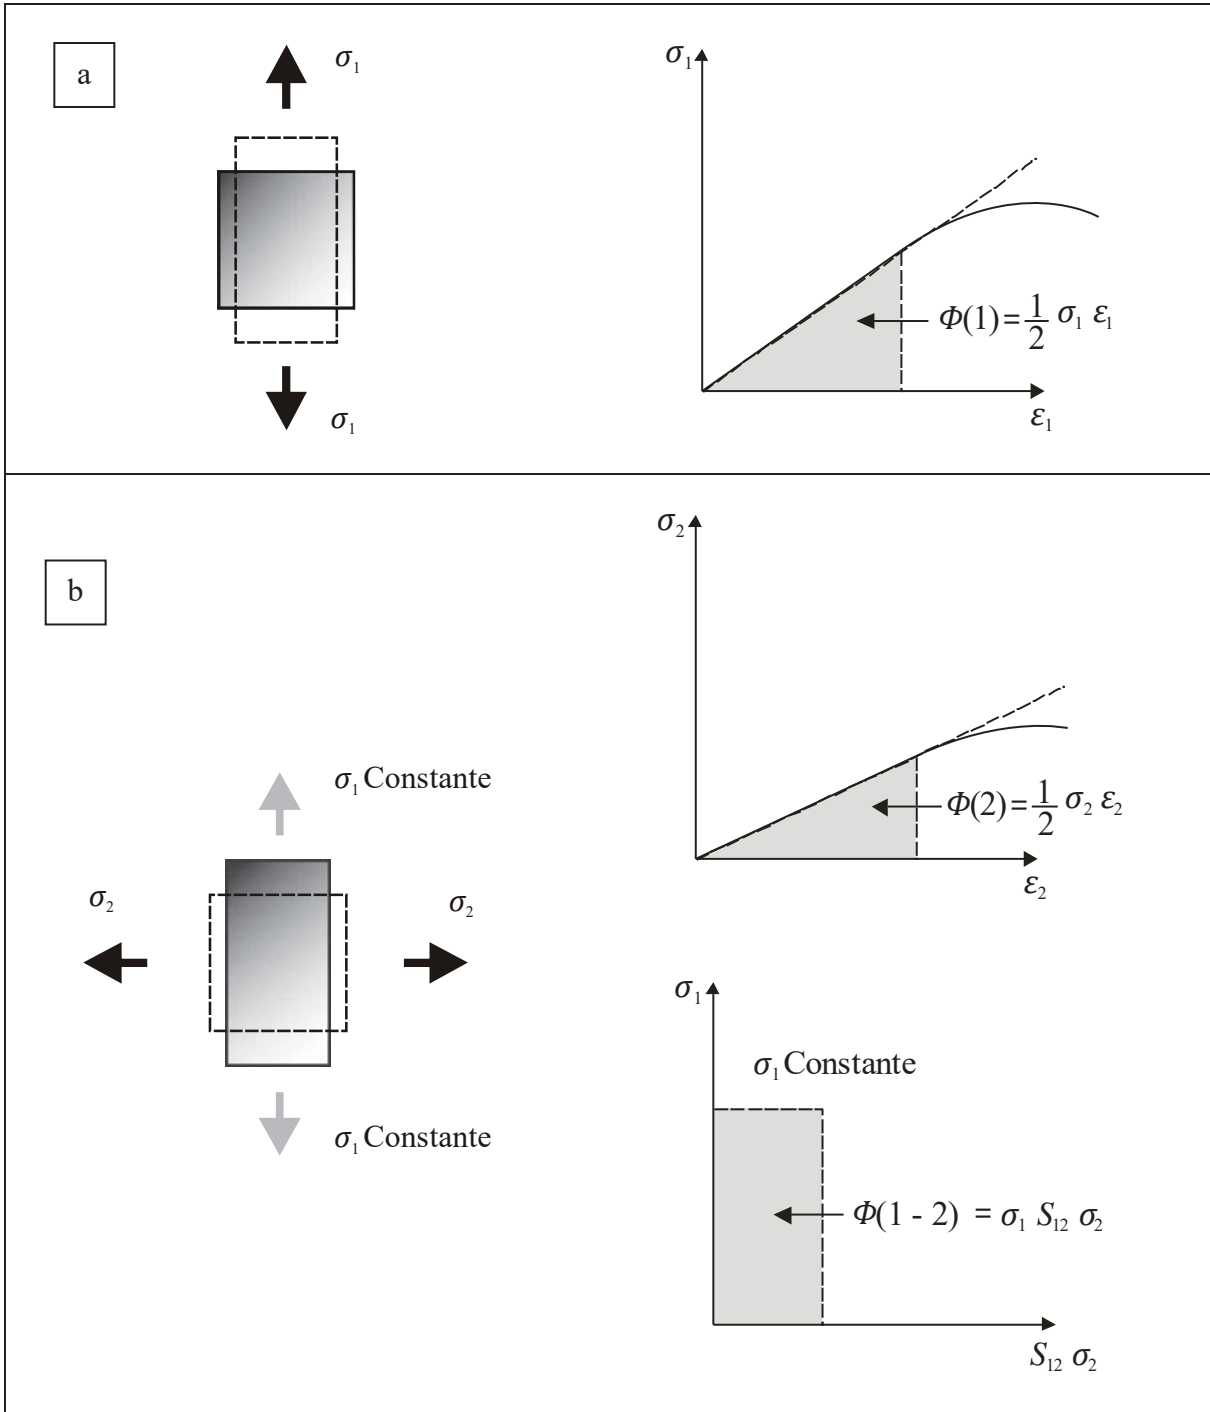 a
σ₁
σ₁
σ₁
Φ(1) = 1/2 σ₁ ε₁
ε₁
b
σ₁ Constante
σ₂
σ₂
σ₁ Constante
σ₂
Φ(2) = 1/2 σ₂ ε₂
ε₂
σ₁
σ₁ Constante
Φ(1 - 2) = σ₁ S₁₂ σ₂
S₁₂ σ₂